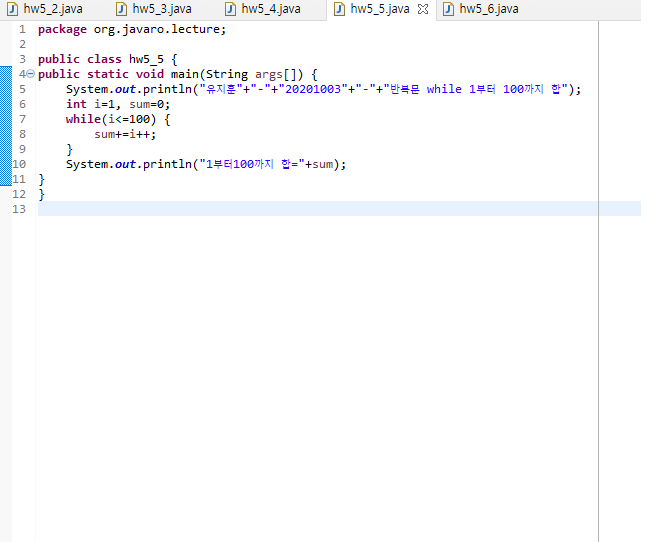 hw5_2.java hw5_3.java hw5_4.java hw5_5.java hw5_6.java
1 package org.javaro.lecture;
2
3 public class hw5_5 {
4 public static void main(String args[]) {
5 System.out.println("유지훈"+"-"+"20201003"+"-"+"반복문 while 1부터 100까지 합");
6 int i=1, sum=0;
7 while(i<=100) {
8 sum+=i++;
9 }
10 System.out.println("1부터100까지 합="+sum);
11 }
12 }
13